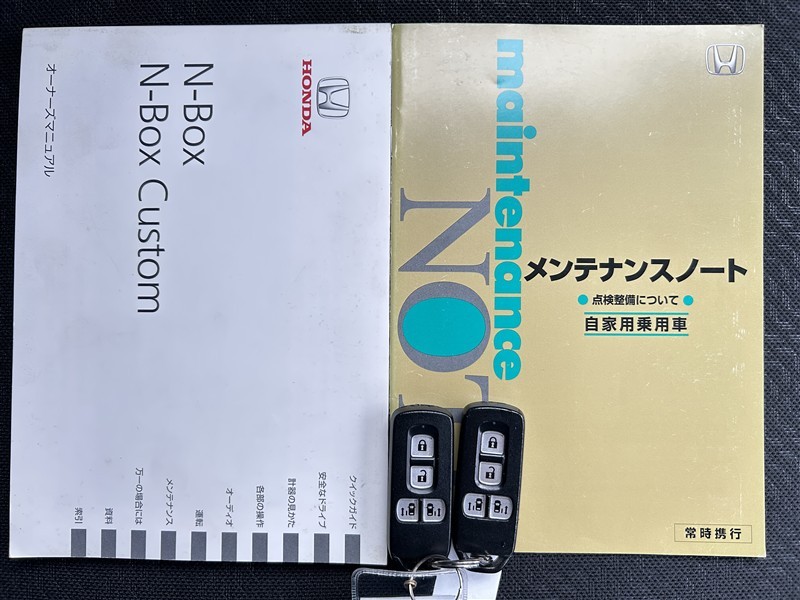 HONDA
N-Box
N-Box Custom
オーナーズマニュアル
クイックガイド
安全なドライブ
計器の見かた
各部の操作
オーディオ
運転
メンテナンス
万一の場合には
資料
索引
maintenance
NOT
メンテナンスノート
● 点検整備について ●
自家用乗用車
常時携行